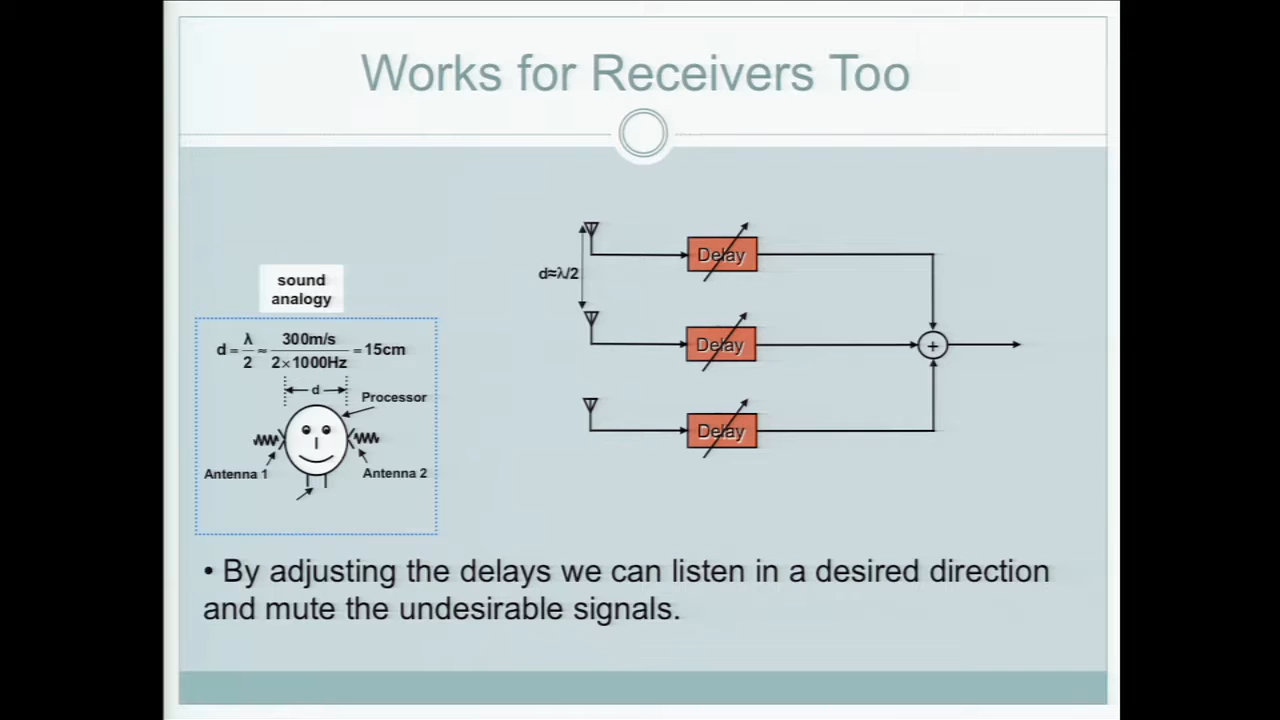 Works for Receivers Too
sound
analogy
d = λ/2 ≈ 300m/s / 2×1000Hz = 15cm
d
Processor
Antenna 1
Antenna 2
d≈λ/2
Delay
Delay
Delay
+
• By adjusting the delays we can listen in a desired direction
and mute the undesirable signals.